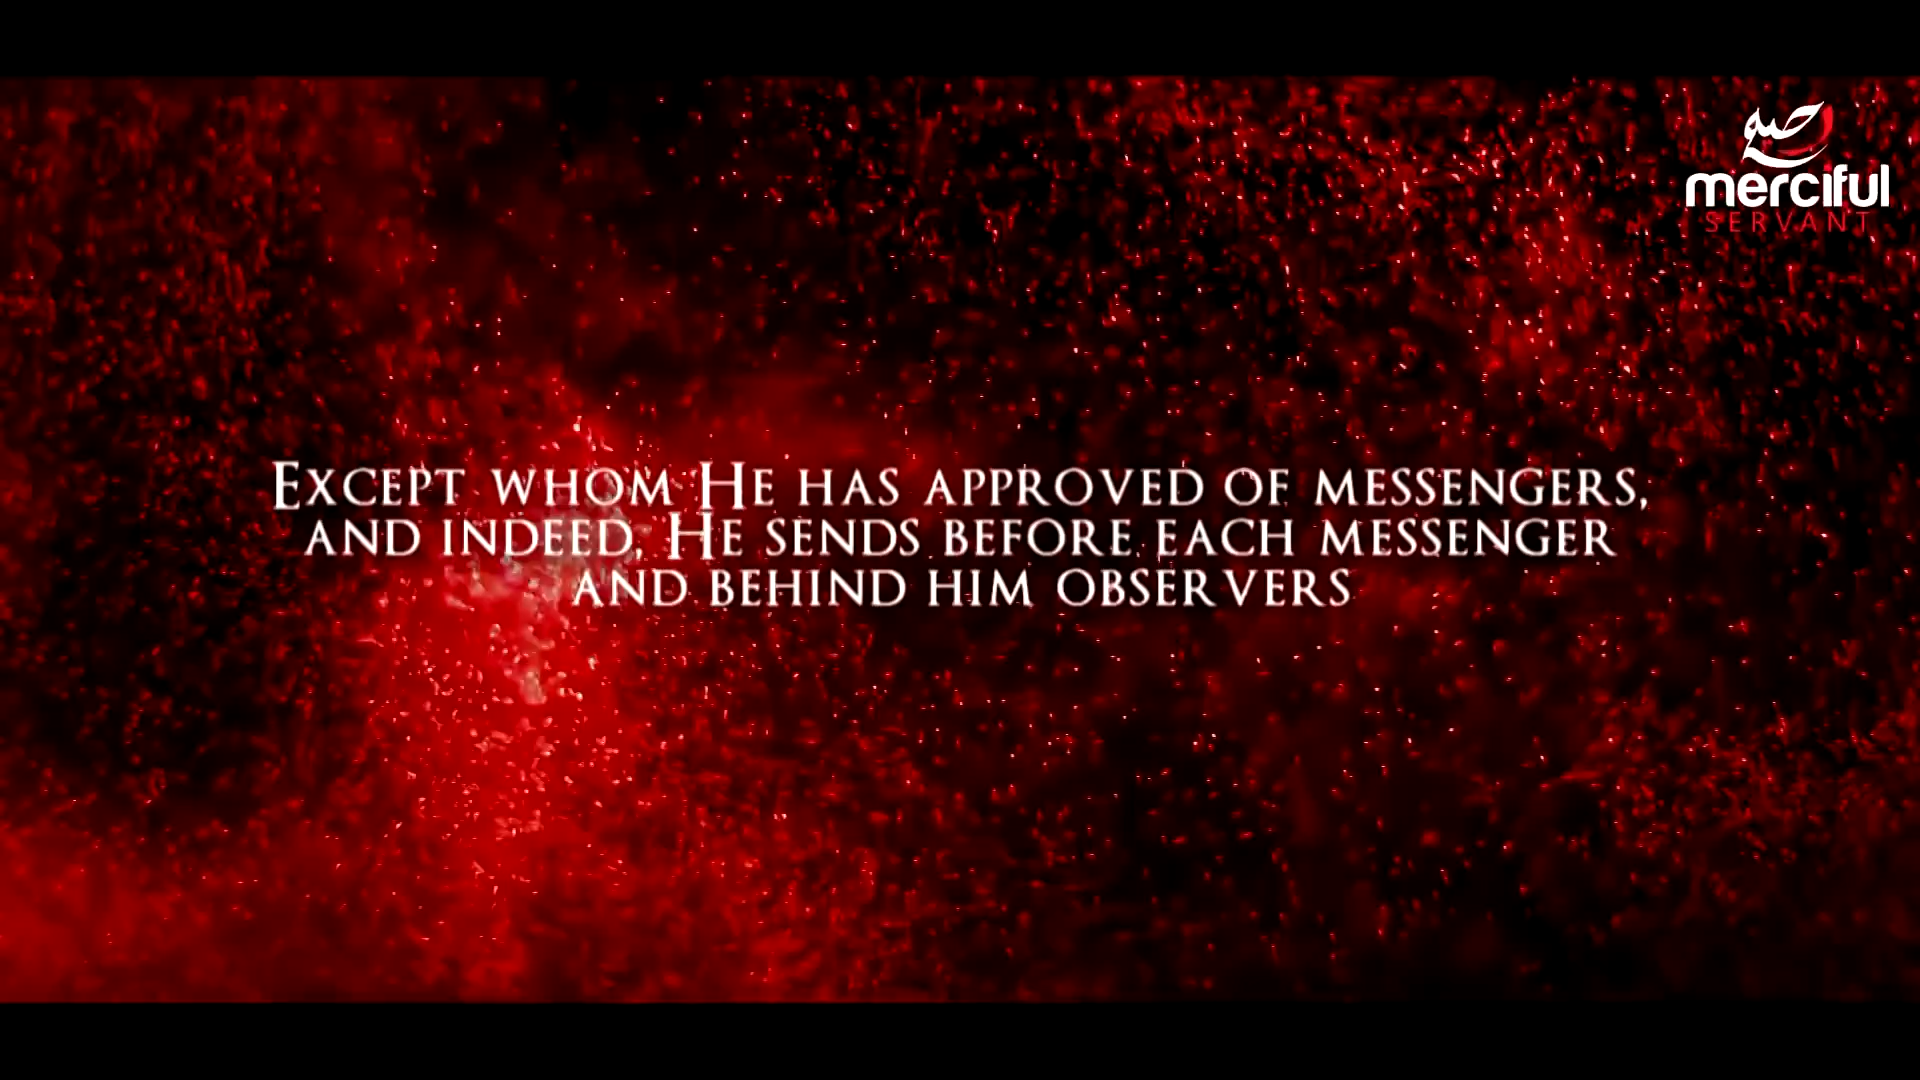 merciful
SERVANT
EXCEPT WHOM HE HAS APPROVED OF MESSENGERS,
AND INDEED, HE SENDS BEFORE EACH MESSENGER
AND BEHIND HIM OBSERVERS